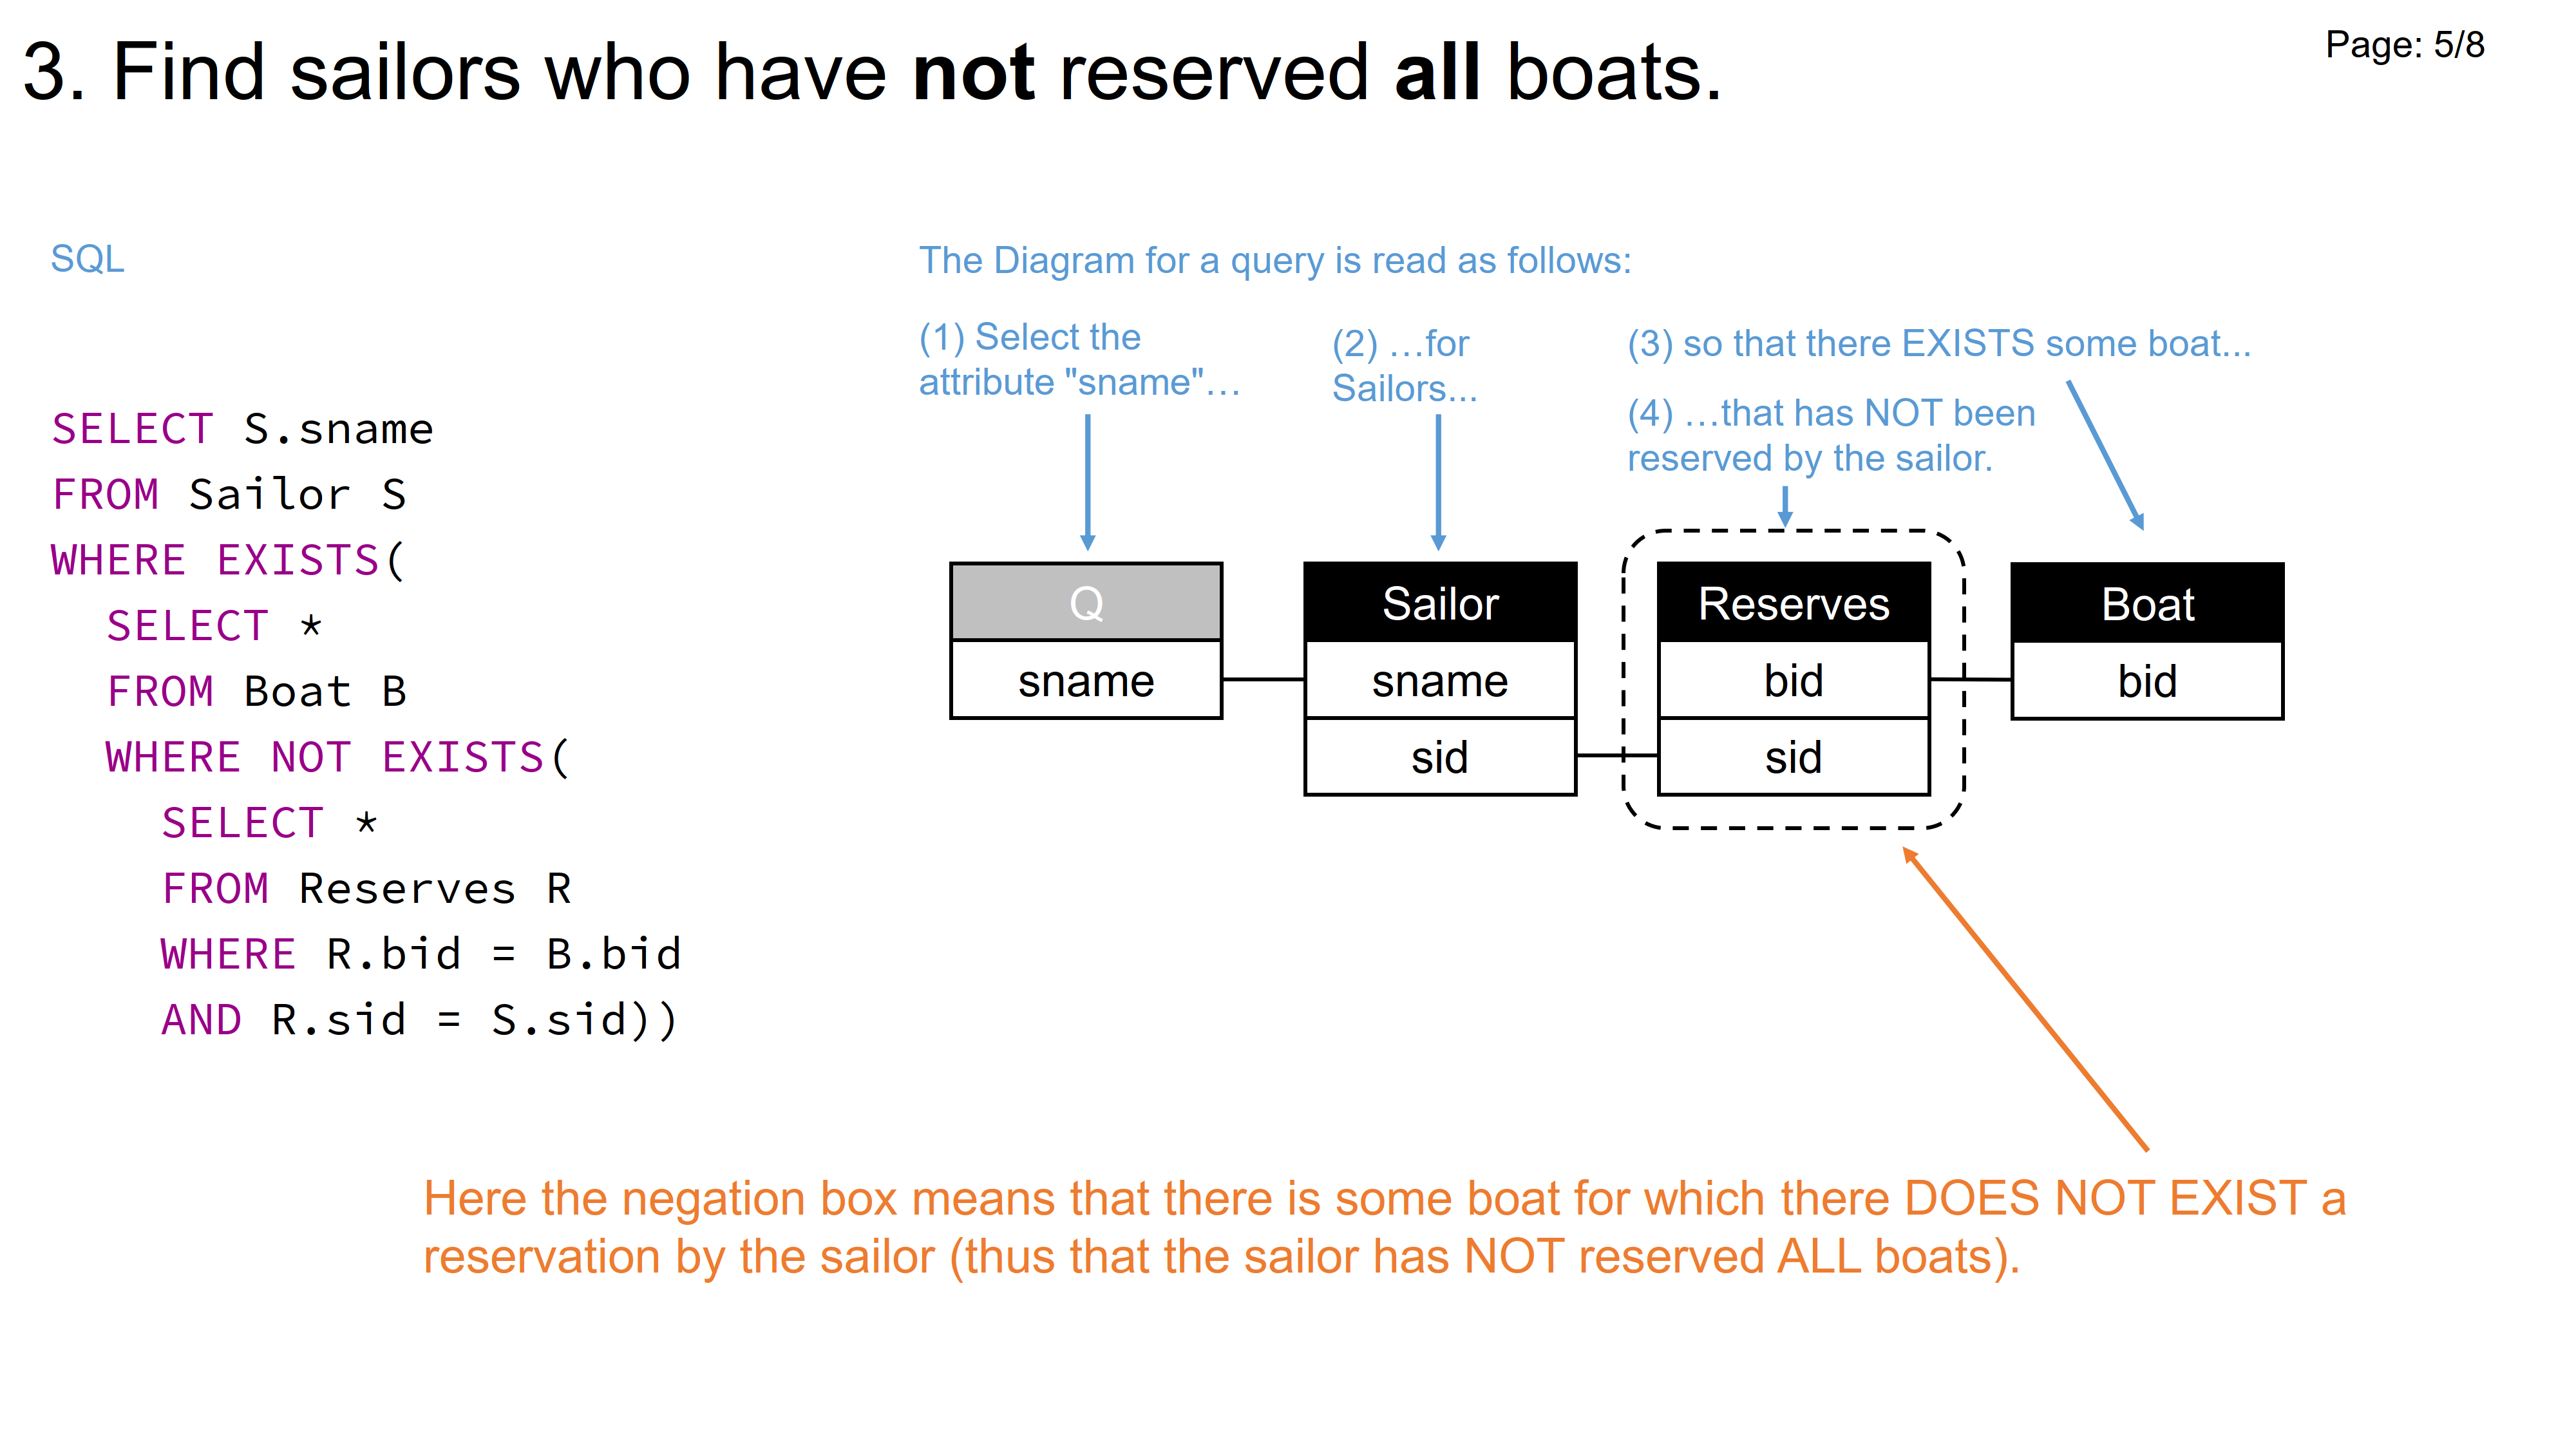 3. Find sailors who have not reserved all boats.
Page: 5/8
SQL
SELECT S.sname
FROM Sailor S
WHERE EXISTS(
SELECT *
FROM Boat B
WHERE NOT EXISTS(
SELECT *
FROM Reserves R
WHERE R.bid = B.bid
AND R.sid = S.sid))
The Diagram for a query is read as follows:
(1) Select the
attribute "sname"…
(2) …for
Sailors...
(3) so that there EXISTS some boat...
(4) …that has NOT been
reserved by the sailor.
Q
sname
Sailor
sname
sid
Reserves
bid
sid
Boat
bid
Here the negation box means that there is some boat for which there DOES NOT EXIST a
reservation by the sailor (thus that the sailor has NOT reserved ALL boats).